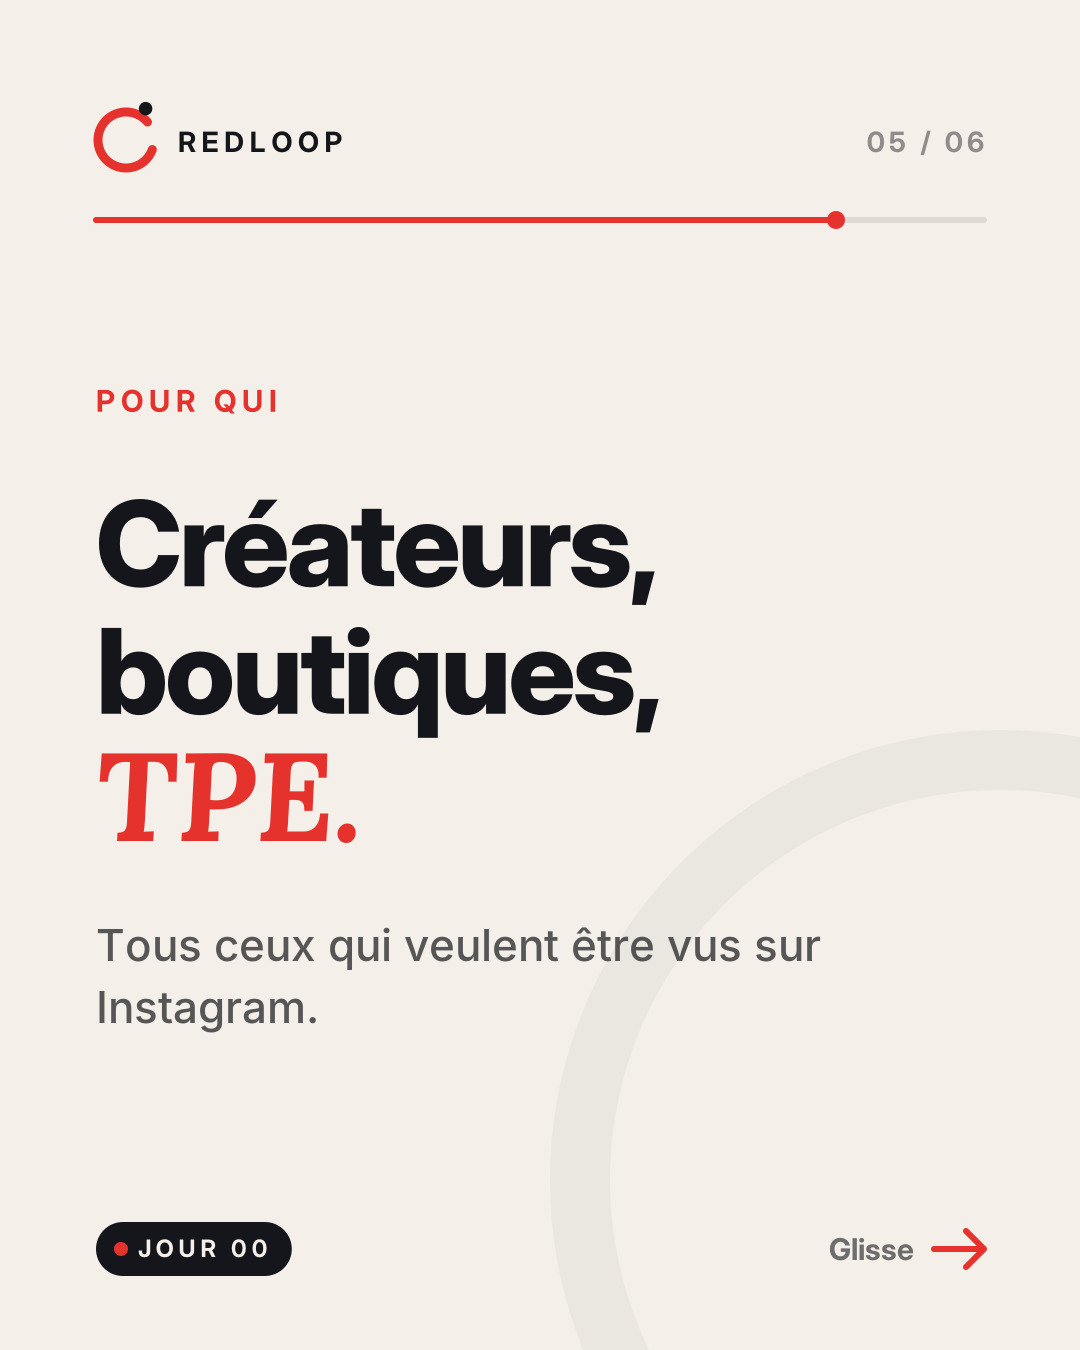 REDLOOP
05 / 06
POUR QUI
Créateurs,
boutiques,
TPE.
Tous ceux qui veulent être vus sur
Instagram.
JOUR 00
Glisse